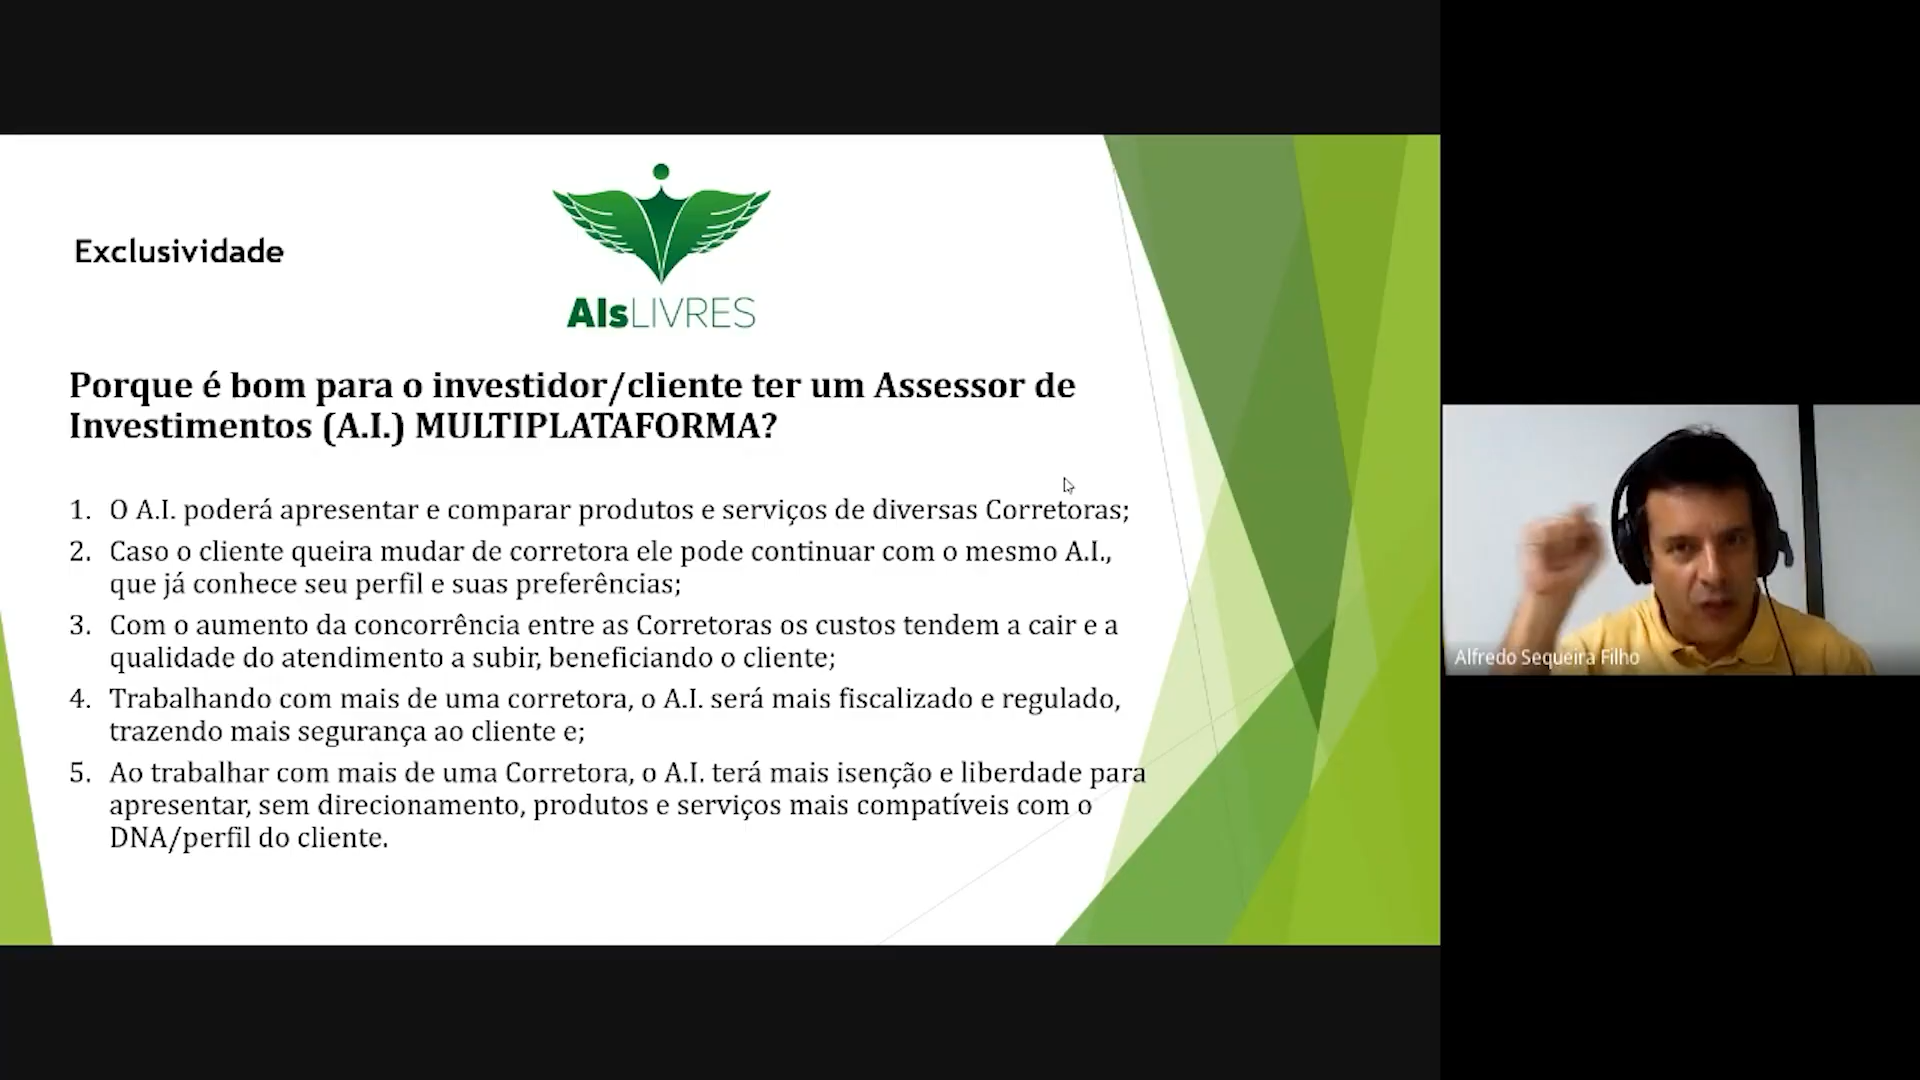 Exclusividade
AIsLIVRES
Porque é bom para o investidor/cliente ter um Assessor de
Investimentos (A.I.) MULTIPLATAFORMA?
1. O A.I. poderá apresentar e comparar produtos e serviços de diversas Corretoras;
2. Caso o cliente queira mudar de corretora ele pode continuar com o mesmo A.I.,
que já conhece seu perfil e suas preferências;
3. Com o aumento da concorrência entre as Corretoras os custos tendem a cair e a
qualidade do atendimento a subir, beneficiando o cliente;
4. Trabalhando com mais de uma corretora, o A.I. será mais fiscalizado e regulado,
trazendo mais segurança ao cliente e;
5. Ao trabalhar com mais de uma Corretora, o A.I. terá mais isenção e liberdade para
apresentar, sem direcionamento, produtos e serviços mais compatíveis com o
DNA/perfil do cliente.
Alfredo Sequeira Filho